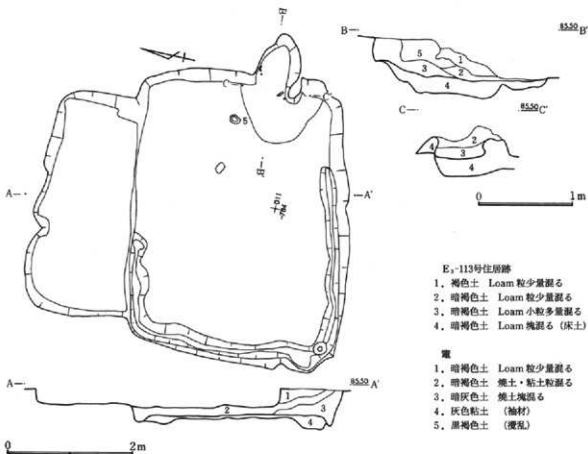 B—
B—
85.50 B'
5
1
3
2
4
C—
C'
5
C—
85.50 C'
2
4
3
4
B'
A—
A'
0
1m
E₃-113号住居跡
1. 褐色土 Loam 粒少量混る
2. 暗褐色土 Loam 粒少量混る
3. 暗褐色土 Loam 小粒多量混る
4. 暗褐色土 Loam 塊混る (床土)
竃
1. 暗褐色土 Loam 粒少量混る
2. 暗褐色土 焼土・粘土粒混る
3. 暗灰色土 焼土塊混る
4. 灰色粘土 (袖材)
5. 黒褐色土 (攪乱)
A—
85.50 A'
1
2
3
4
0
2m